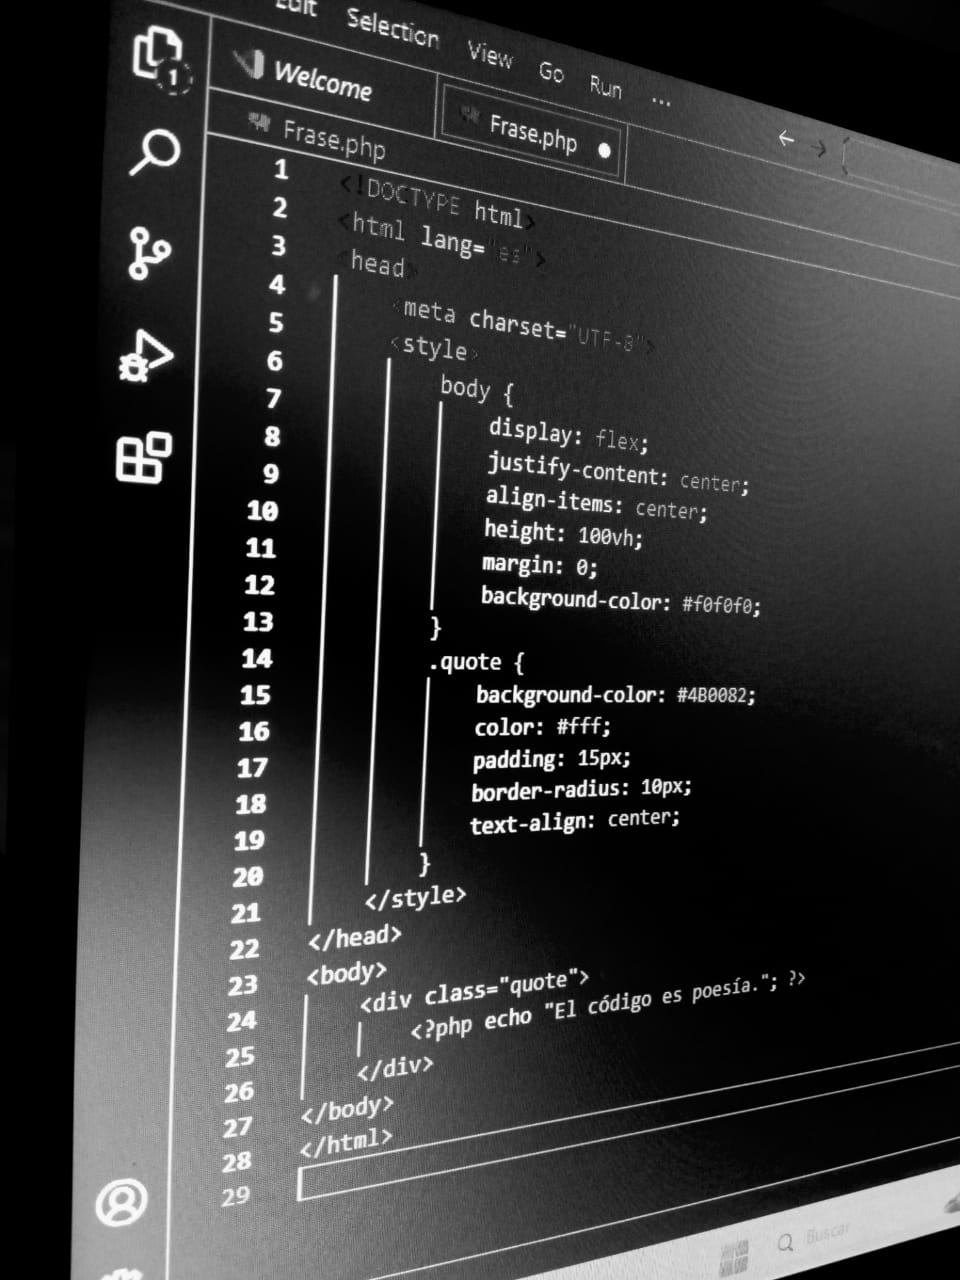 Edit Selection View Go Run ...
1
Welcome
Frase.php
Frase.php
1 <!DOCTYPE html>
2 <html lang="es">
3 <head>
4 <meta charset="UTF-8">
5 <style>
6 body {
7 display: flex;
8 justify-content: center;
9 align-items: center;
10 height: 100vh;
11 margin: 0;
12 background-color: #f0f0f0;
13 }
14 .quote {
15 background-color: #4B0082;
16 color: #fff;
17 padding: 15px;
18 border-radius: 10px;
19 text-align: center;
20 }
21 </style>
22 </head>
23 <body>
24 <div class="quote">
25 <?php echo "El código es poesía."; ?>
26 </div>
27 </body>
28 </html>
29
Buscar